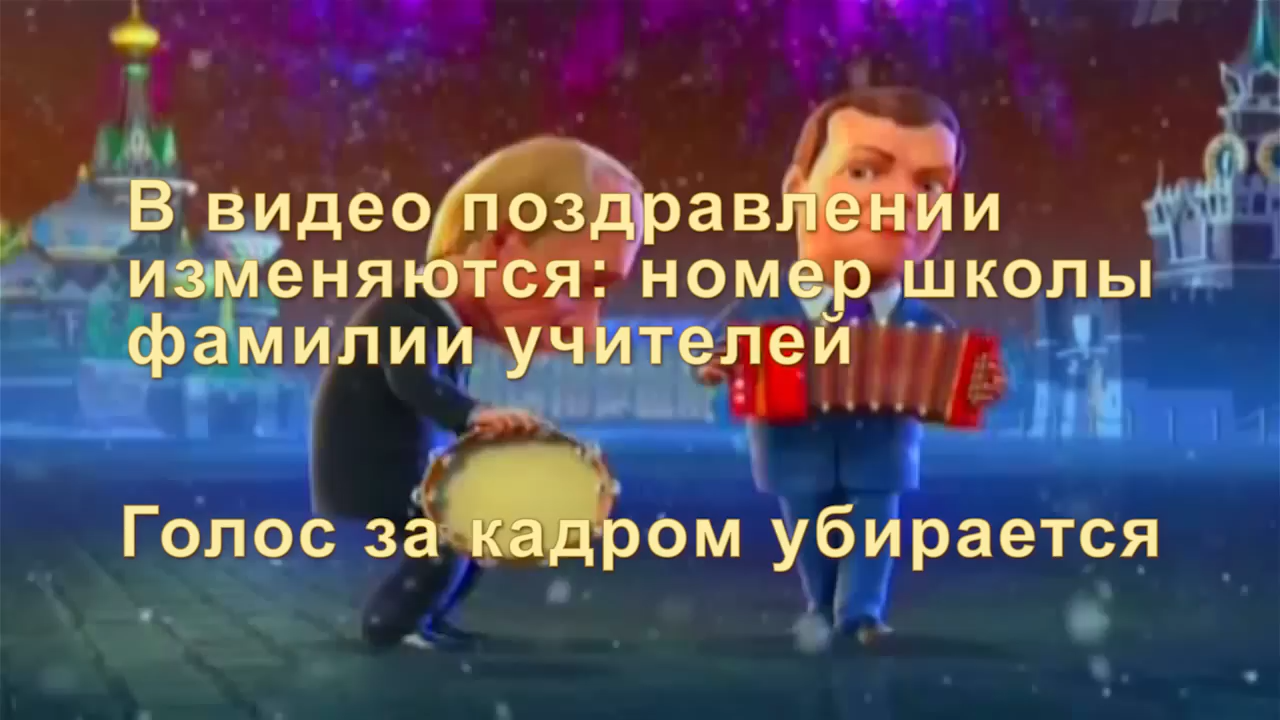 В видео поздравлении
изменяются: номер школы
фамилии учителей
Голос за кадром убирается